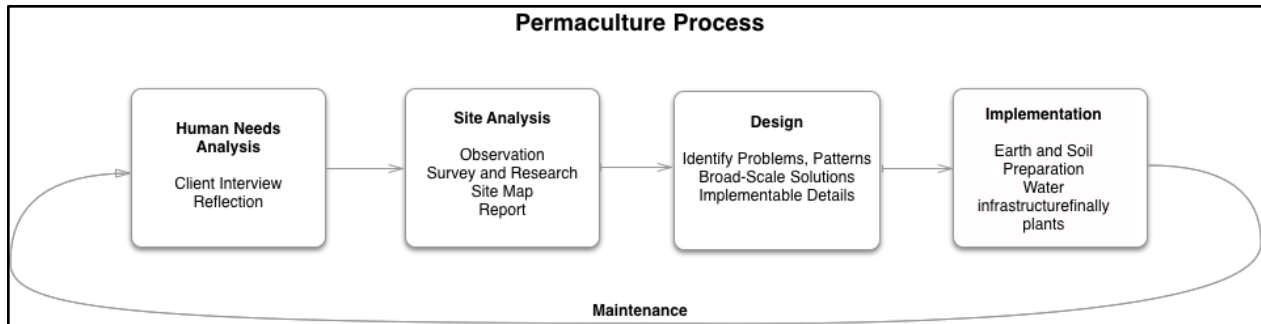 Permaculture Process
Human Needs
Analysis
Client Interview
Reflection
Site Analysis
Observation
Survey and Research
Site Map
Report
Design
Identify Problems, Patterns
Broad-Scale Solutions
Implementable Details
Implementation
Earth and Soil
Preparation
Water
infrastructurefinally
plants
Maintenance